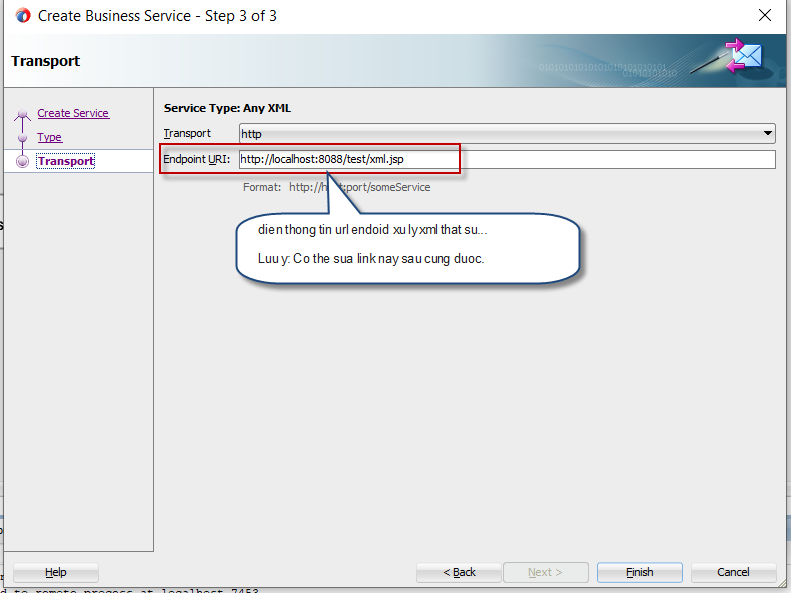 Create Business Service - Step 3 of 3
Transport
Create Service
Type
Transport
Service Type: Any XML
Transport http
Endpoint URI: http://localhost:8088/test/xml.jsp
Format: http:// port/someService
dien thong tin url endoid xu ly xml that su...
Luu y: Co the sua link nay sau cung duoc.
Help
< Back
Next >
Finish
Cancel